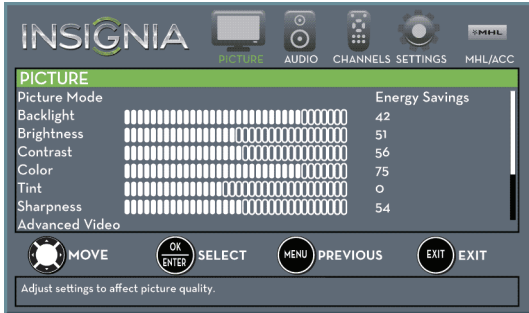 INSIGNIA
PICTURE AUDIO CHANNELS SETTINGS MHL/ACC
MHL
PICTURE
Picture Mode Energy Savings
Backlight 42
Brightness 51
Contrast 56
Color 75
Tint 0
Sharpness 54
Advanced Video
MOVE OK ENTER SELECT MENU PREVIOUS EXIT EXIT
Adjust settings to affect picture quality.